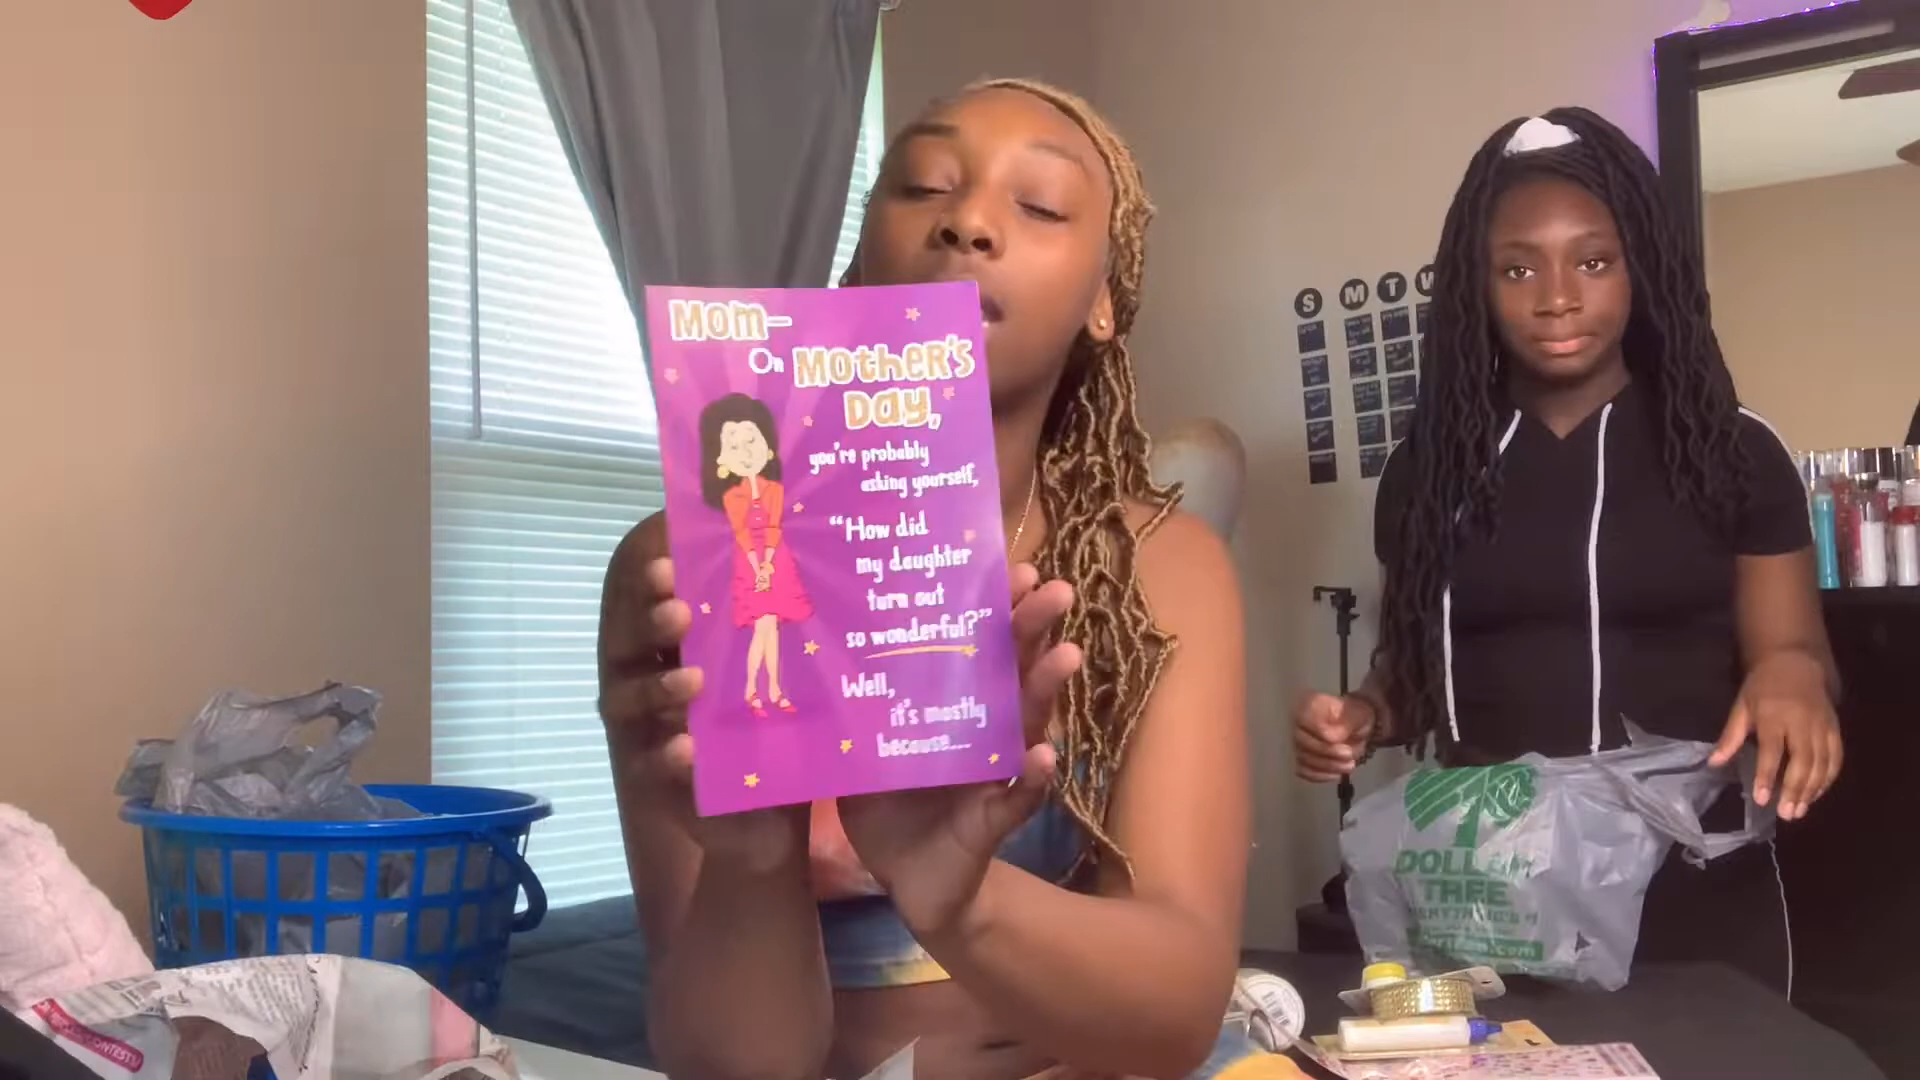 Mom-
On Mother's
Day,
you're probably
asking yourself,
"How did
my daughter
turn out
so wonderful?"
Well,
it's mostly
because...
S M T W
DOLLAR
TREE
CONTESTS